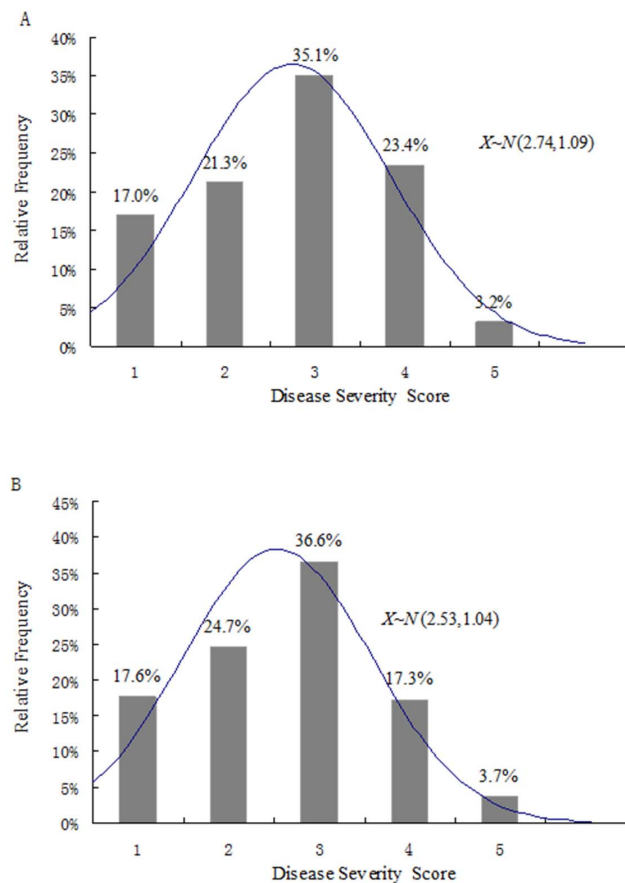 A
40%
35%
30%
25%
20%
15%
10%
5%
0%
Relative Frequency
17.0%
21.3%
35.1%
23.4%
3.2%
X~N(2.74,1.09)
1 2 3 4 5
Disease Severity Score
B
45%
40%
35%
30%
25%
20%
15%
10%
5%
0%
Relative Frequency
17.6%
24.7%
36.6%
17.3%
3.7%
X~N(2.53,1.04)
1 2 3 4 5
Disease Severity Score